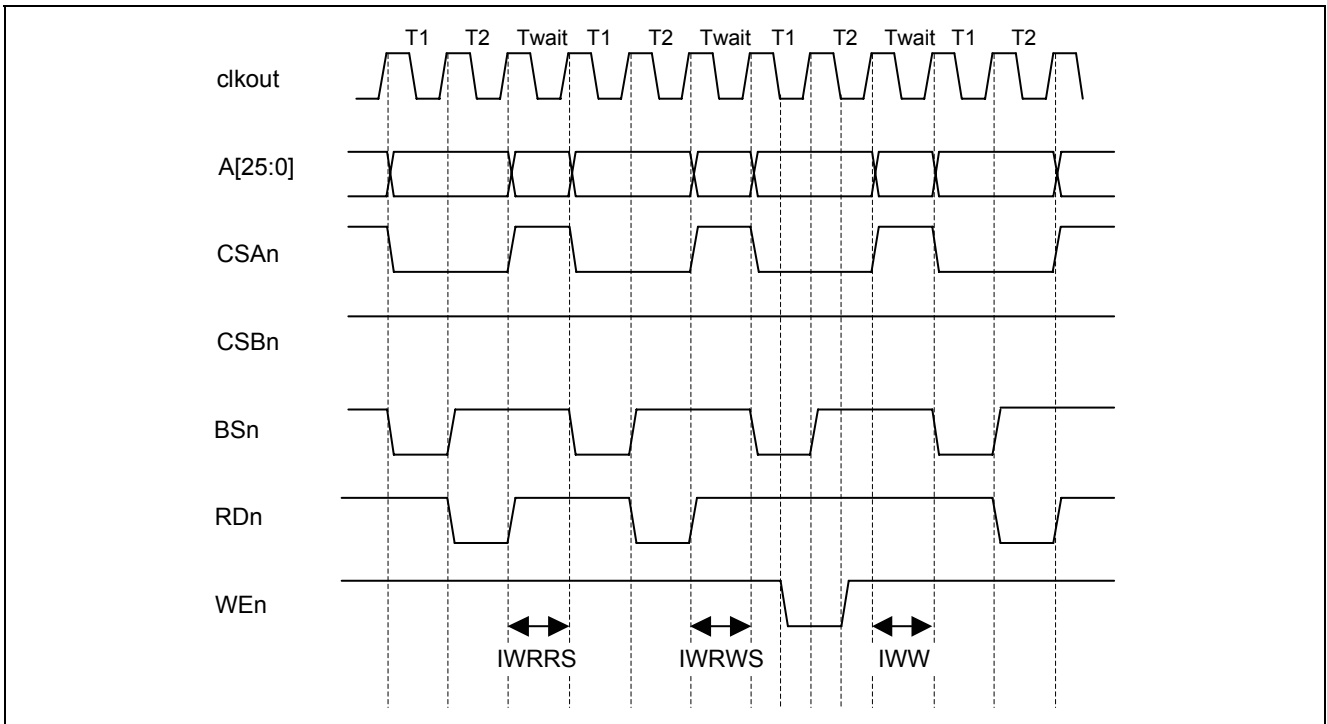 T1 T2 Twait T1 T2 Twait T1 T2 Twait T1 T2
clkout
A[25:0]
CSAn
CSBn
BSn
RDn
WEn
IWRRS IWRWS IWW